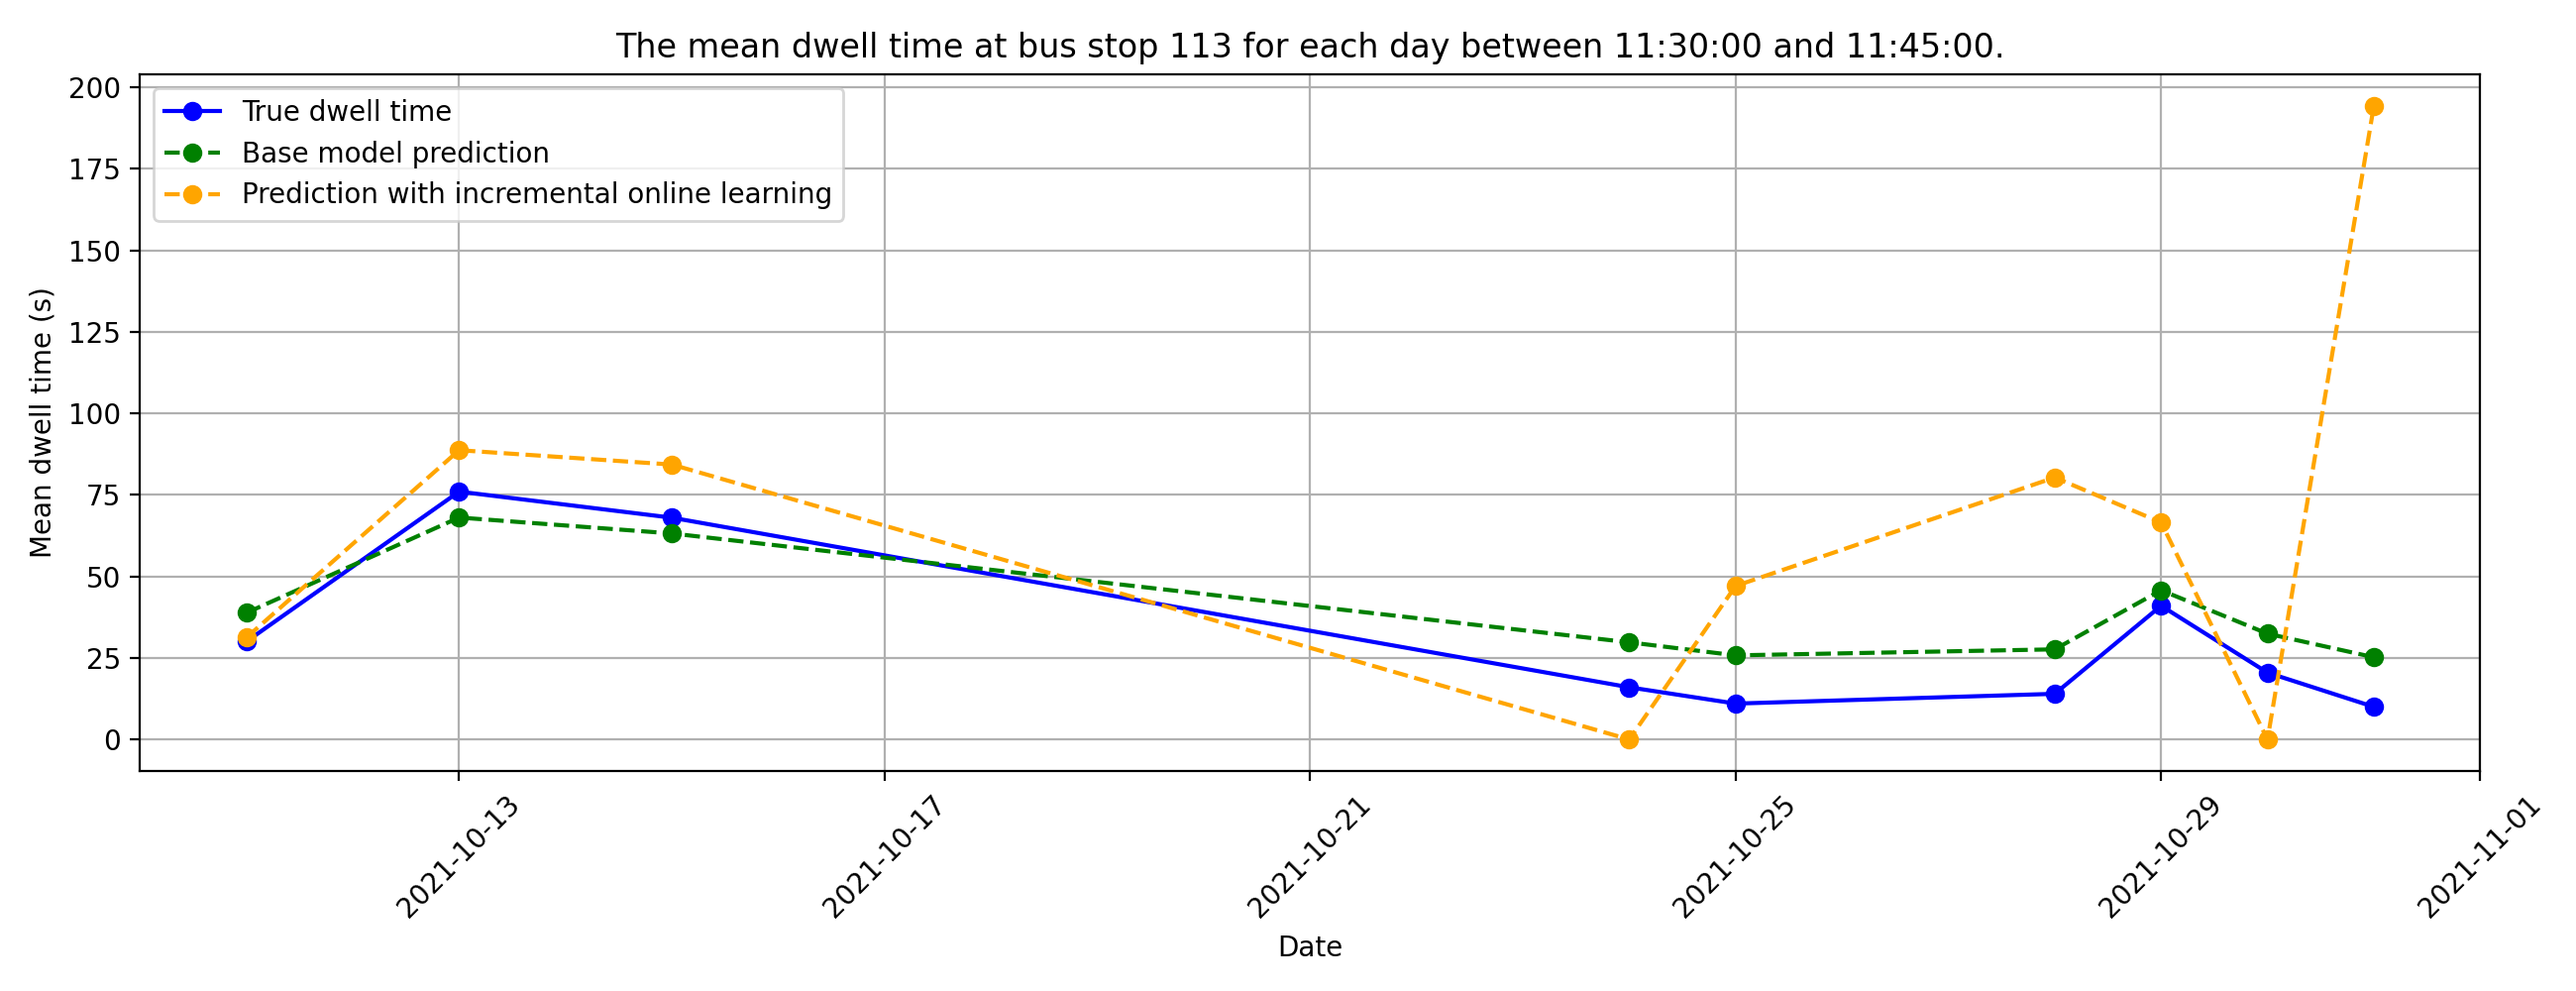 The mean dwell time at bus stop 113 for each day between 11:30:00 and 11:45:00.
True dwell time
Base model prediction
Prediction with incremental online learning
Mean dwell time (s)
200
175
150
125
100
75
50
25
0
2021-10-13
2021-10-17
2021-10-21
2021-10-25
2021-10-29
2021-11-01
Date